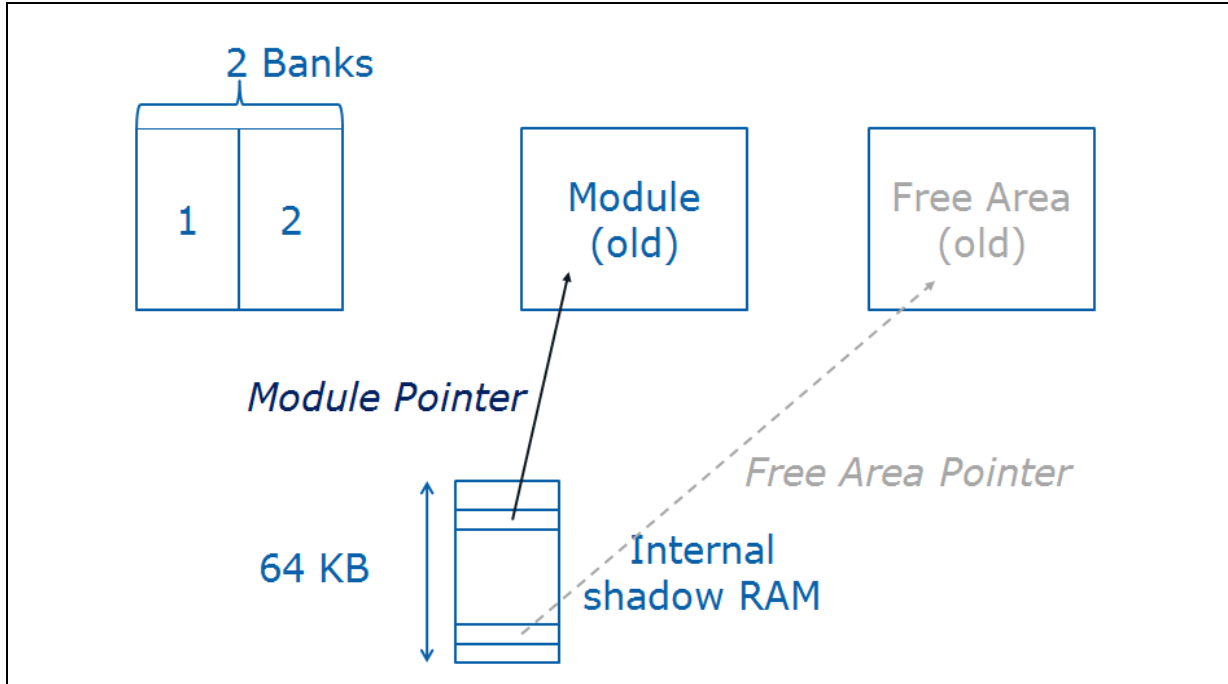 2 Banks
1
2
Module
(old)
Free Area
(old)
Module Pointer
Free Area Pointer
64 KB
Internal
shadow RAM